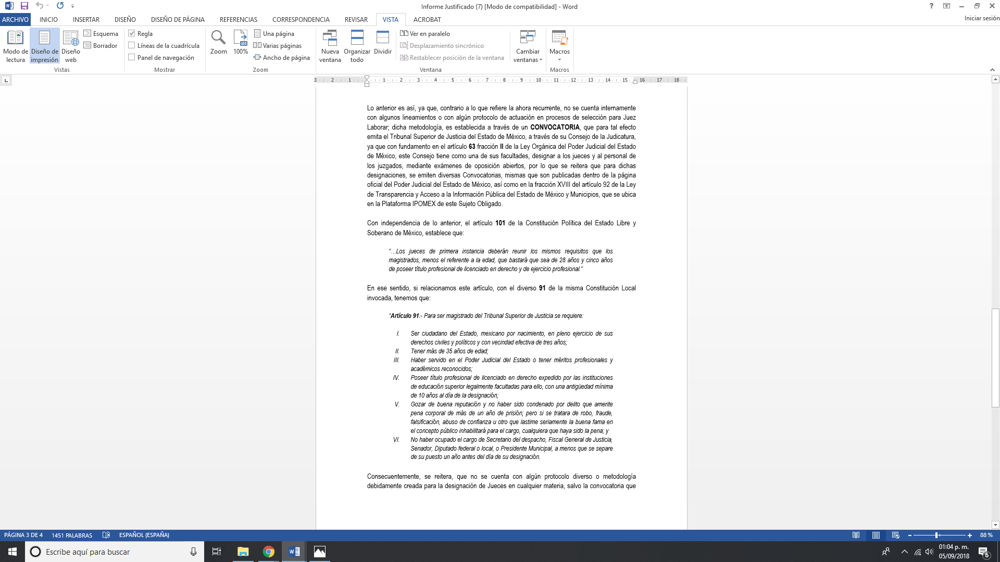 Informe Justificado (7) [Modo de compatibilidad] - Word
ARCHIVO INICIO INSERTAR DISEÑO DISEÑO DE PÁGINA REFERENCIAS CORRESPONDENCIA REVISAR VISTA ACROBAT
Iniciar sesión
Modo de lectura
Diseño de impresión
Diseño web
Esquema
Borrador
Vistas
Regla
Líneas de la cuadrícula
Panel de navegación
Mostrar
Zoom
100%
Una página
Varias páginas
Ancho de página
Zoom
Nueva ventana
Organizar todo
Dividir
Ver en paralelo
Desplazamiento sincrónico
Restablecer posición de la ventana
Ventana
Cambiar ventanas
Macros
Macros
3 2 1 1 2 3 4 5 6 7 8 9 10 11 12 13 14 15 16 17 18
Lo anterior es así, ya que, contrario a lo que refiere la ahora recurrente, no se cuenta internamente
con algunos lineamientos o con algún protocolo de actuación en procesos de selección para Juez
Laborar; dicha metodología, es establecida a través de un CONVOCATORIA, que para tal efecto
emita el Tribunal Superior de Justicia del Estado de México, a través de su Consejo de la Judicatura,
ya que con fundamento en el artículo 63 fracción II de la Ley Orgánica del Poder Judicial del Estado
de México, este Consejo tiene como una de sus facultades, designar a los jueces y al personal de
los juzgados, mediante exámenes de oposición abiertos, por lo que se reitera que para dichas
designaciones, se emiten diversas Convocatorias, mismas que son publicadas dentro de la página
oficial del Poder Judicial del Estado de México, así como en la fracción XVIII del artículo 92 de la Ley
de Transparencia y Acceso a la Información Pública del Estado de México y Municipios, que se ubica
en la Plataforma IPOMEX de este Sujeto Obligado.
Con independencia de lo anterior, el artículo 101 de la Constitución Política del Estado Libre y
Soberano de México, establece que:
“…Los jueces de primera instancia deberán reunir los mismos requisitos que los
magistrados, menos el referente a la edad, que bastará que sea de 28 años y cinco años
de poseer título profesional de licenciado en derecho y de ejercicio profesional.”
En ese sentido, si relacionamos este artículo, con el diverso 91 de la misma Constitución Local
invocada, tenemos que:
“Artículo 91.- Para ser magistrado del Tribunal Superior de Justicia se requiere:
I. Ser ciudadano del Estado, mexicano por nacimiento, en pleno ejercicio de sus
derechos civiles y políticos y con vecindad efectiva de tres años;
II. Tener más de 35 años de edad;
III. Haber servido en el Poder Judicial del Estado o tener méritos profesionales y
académicos reconocidos;
IV. Poseer título profesional de licenciado en derecho expedido por las instituciones
de educación superior legalmente facultadas para ello, con una antigüedad mínima
de 10 años al día de la designación;
V. Gozar de buena reputación y no haber sido condenado por delito que amerite
pena corporal de más de un año de prisión; pero si se tratara de robo, fraude,
falsificación, abuso de confianza u otro que lastime seriamente la buena fama en
el concepto público inhabilitará para el cargo, cualquiera que haya sido la pena; y
VI. No haber ocupado el cargo de Secretario del despacho, Fiscal General de Justicia,
Senador, Diputado federal o local, o Presidente Municipal, a menos que se separe
de su puesto un año antes del día de su designación.
Consecuentemente, se reitera, que no se cuenta con algún protocolo diverso o metodología
debidamente creada para la designación de Jueces en cualquier materia, salvo la convocatoria que
PÁGINA 3 DE 4 1451 PALABRAS ESPAÑOL (ESPAÑA) 88 %
Escribe aquí para buscar
01:04 p. m.
05/09/2018
6